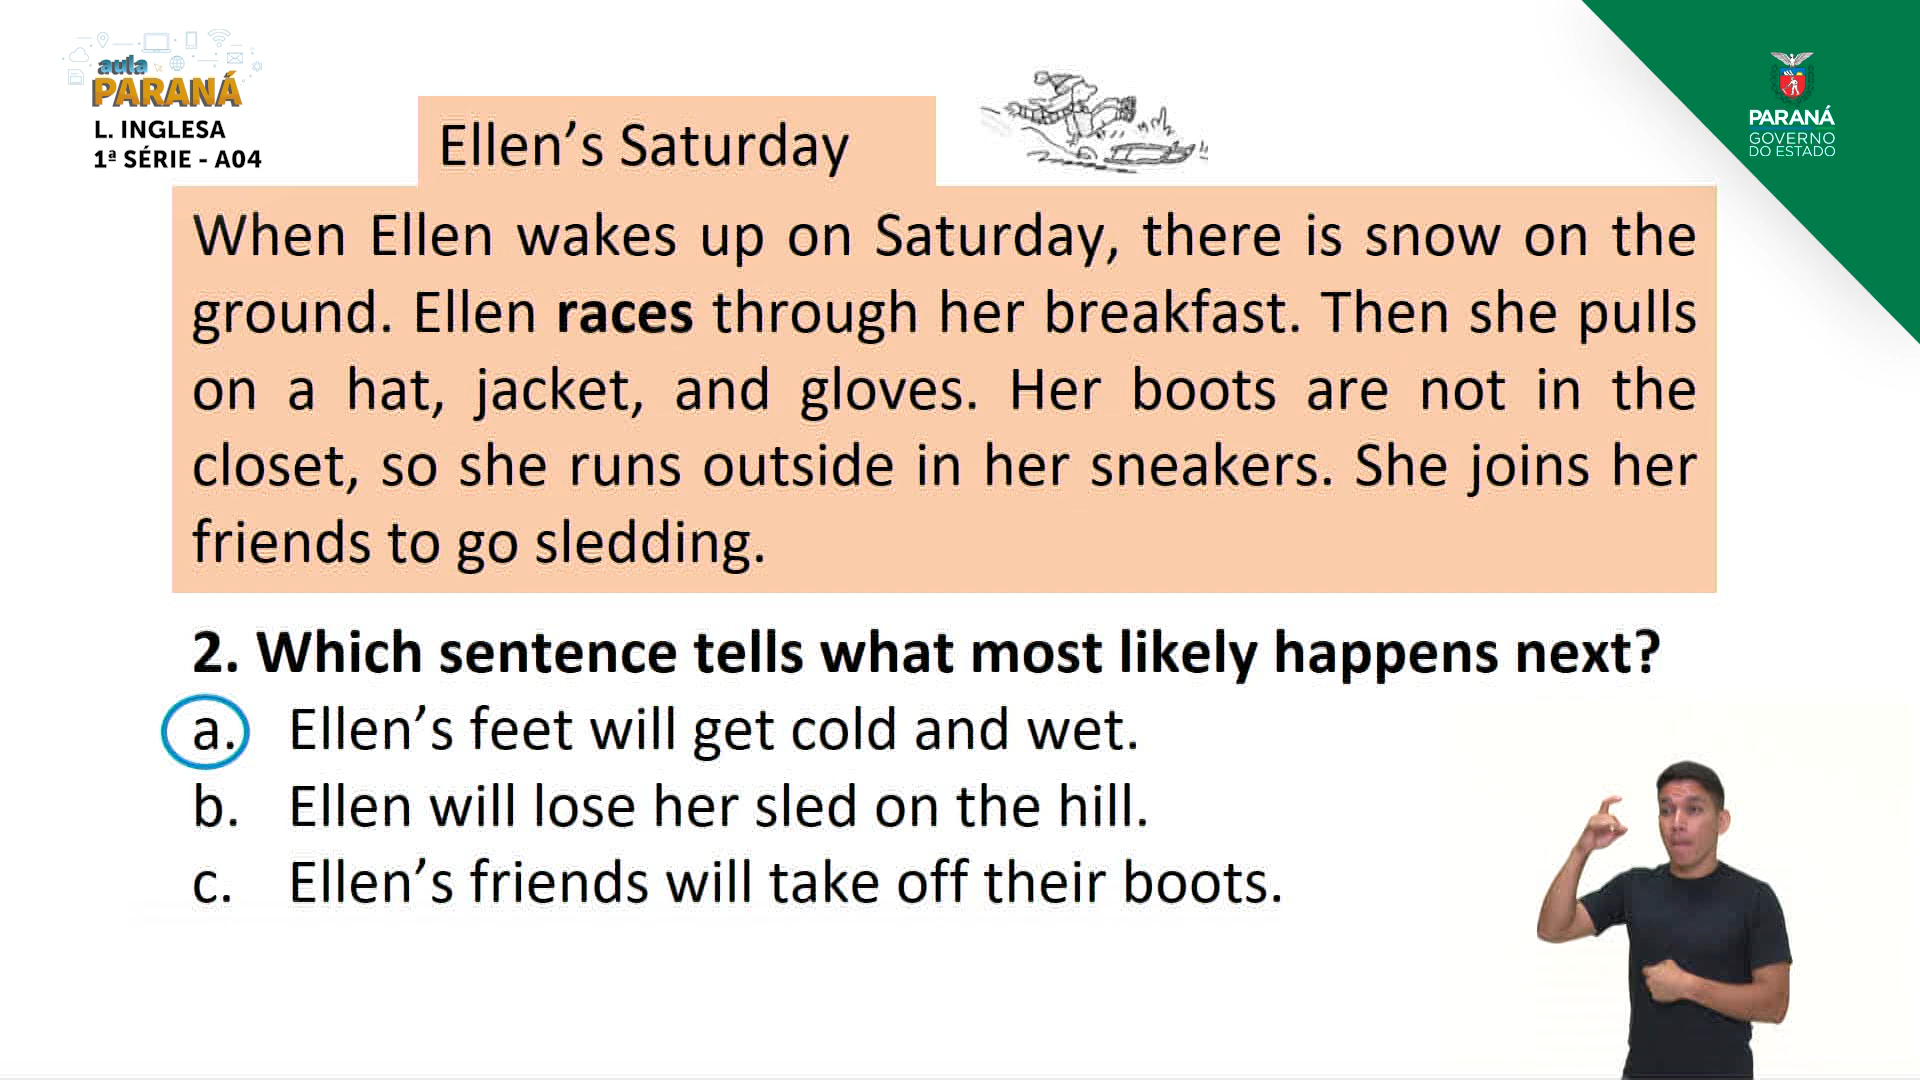 aula
PARANÁ
L. INGLESA
1ª SÉRIE - A04
PARANÁ
GOVERNO
DO ESTADO
Ellen’s Saturday
When Ellen wakes up on Saturday, there is snow on the
ground. Ellen races through her breakfast. Then she pulls
on a hat, jacket, and gloves. Her boots are not in the
closet, so she runs outside in her sneakers. She joins her
friends to go sledding.
2. Which sentence tells what most likely happens next?
a. Ellen’s feet will get cold and wet.
b. Ellen will lose her sled on the hill.
c. Ellen’s friends will take off their boots.